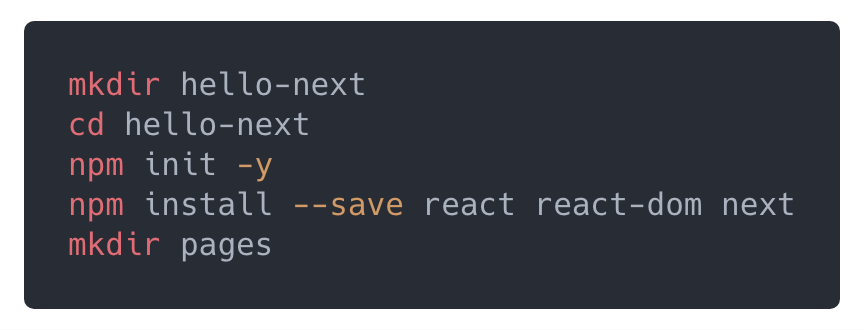 mkdir hello-next
cd hello-next
npm init -y
npm install --save react react-dom next
mkdir pages